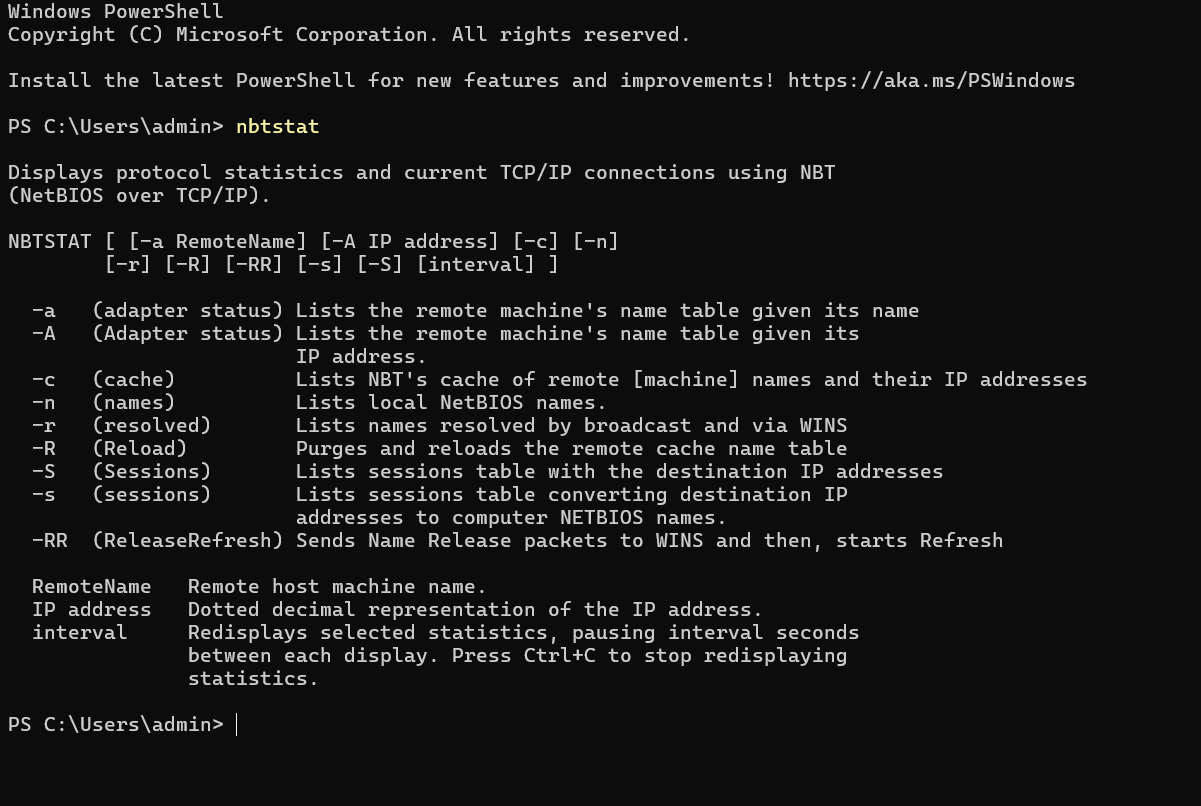 Windows PowerShell
Copyright (C) Microsoft Corporation. All rights reserved.
Install the latest PowerShell for new features and improvements! https://aka.ms/PSWindows
PS C:\Users\admin> nbtstat
Displays protocol statistics and current TCP/IP connections using NBT
(NetBIOS over TCP/IP).
NBTSTAT [ [-a RemoteName] [-A IP address] [-c] [-n]
        [-r] [-R] [-RR] [-s] [-S] [interval] ]
  -a   (adapter status) Lists the remote machine's name table given its name
  -A   (Adapter status) Lists the remote machine's name table given its
                        IP address.
  -c   (cache)          Lists NBT's cache of remote [machine] names and their IP addresses
  -n   (names)          Lists local NetBIOS names.
  -r   (resolved)       Lists names resolved by broadcast and via WINS
  -R   (Reload)         Purges and reloads the remote cache name table
  -S   (Sessions)       Lists sessions table with the destination IP addresses
  -s   (sessions)       Lists sessions table converting destination IP
                        addresses to computer NETBIOS names.
  -RR  (ReleaseRefresh) Sends Name Release packets to WINS and then, starts Refresh
  RemoteName   Remote host machine name.
  IP address   Dotted decimal representation of the IP address.
  interval     Redisplays selected statistics, pausing interval seconds
               between each display. Press Ctrl+C to stop redisplaying
               statistics.
PS C:\Users\admin>